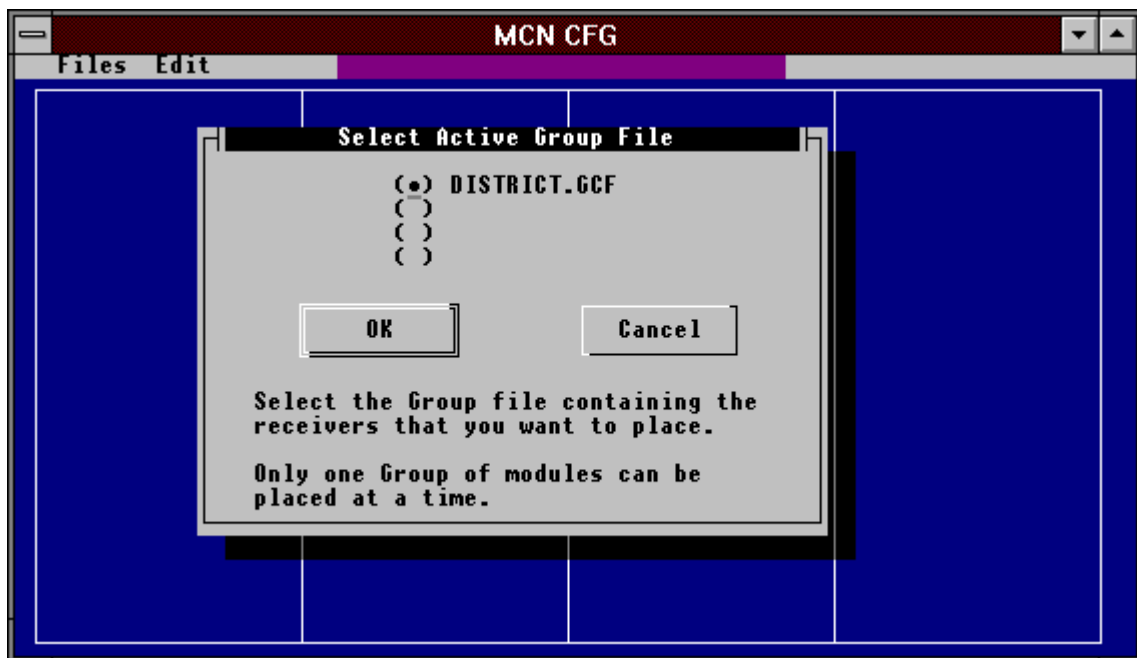 MCN CFG
Files Edit
Select Active Group File
(•) DISTRICT.GCF
( )
( )
( )
OK Cancel
Select the Group file containing the
receivers that you want to place.
Only one Group of modules can be
placed at a time.